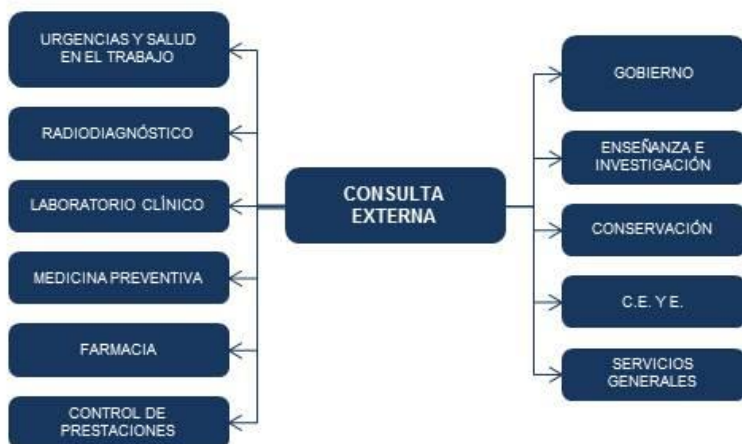 URGENCIAS Y SALUD
EN EL TRABAJO
RADIODIAGNÓSTICO
LABORATORIO CLÍNICO
MEDICINA PREVENTIVA
FARMACIA
CONTROL DE
PRESTACIONES
CONSULTA
EXTERNA
GOBIERNO
ENSEÑANZA E
INVESTIGACIÓN
CONSERVACIÓN
C.E. Y E.
SERVICIOS
GENERALES